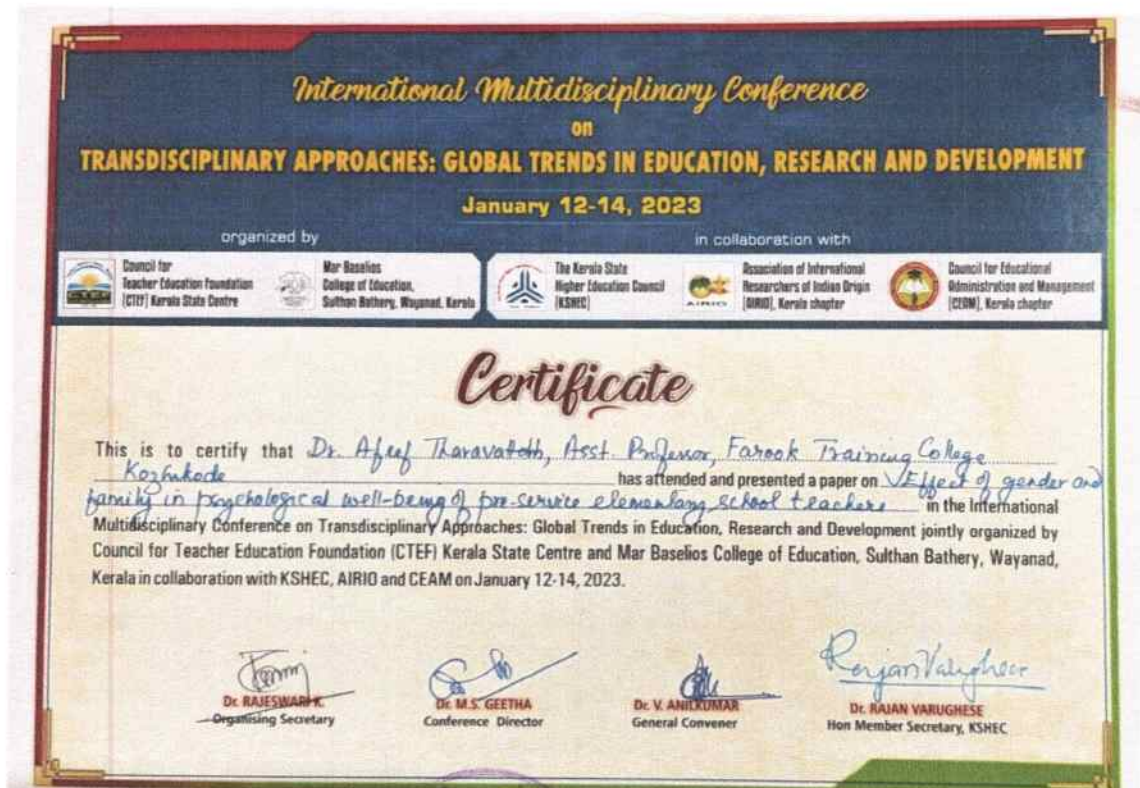 International Multidisciplinary Conference
on
TRANSDISCIPLINARY APPROACHES: GLOBAL TRENDS IN EDUCATION, RESEARCH AND DEVELOPMENT
January 12-14, 2023
organized by
in collaboration with
Council for
Teacher Education Foundation
[CTEF] Kerala State Centre
Mar Baselios
College of Education,
Sulthan Bathery, Wayanad, Kerala
The Kerala State
Higher Education Council
[KSHEC]
AIRIO
Association of International
Researchers of Indian Origin
[AIRIO], Kerala chapter
Council for Educational
Administration and Management
[CEAM], Kerala chapter
Certificate
This is to certify that Dr. Afeef Tharavattath, Asst. Professor, Farook Training College
Kozhikode has attended and presented a paper on Effect of gender and
family in psychological well-being of pre-service elementary school teachers in the International
Multidisciplinary Conference on Transdisciplinary Approaches: Global Trends in Education, Research and Development jointly organized by
Council for Teacher Education Foundation (CTEF) Kerala State Centre and Mar Baselios College of Education, Sulthan Bathery, Wayanad,
Kerala in collaboration with KSHEC, AIRIO and CEAM on January 12-14, 2023.
Rajan Varughese
Dr. RAJESWARI K.
Organising Secretary
Dr. M.S. GEETHA
Conference Director
Dr. V. ANILKUMAR
General Convener
Dr. RAJAN VARUGHESE
Hon Member Secretary, KSHEC